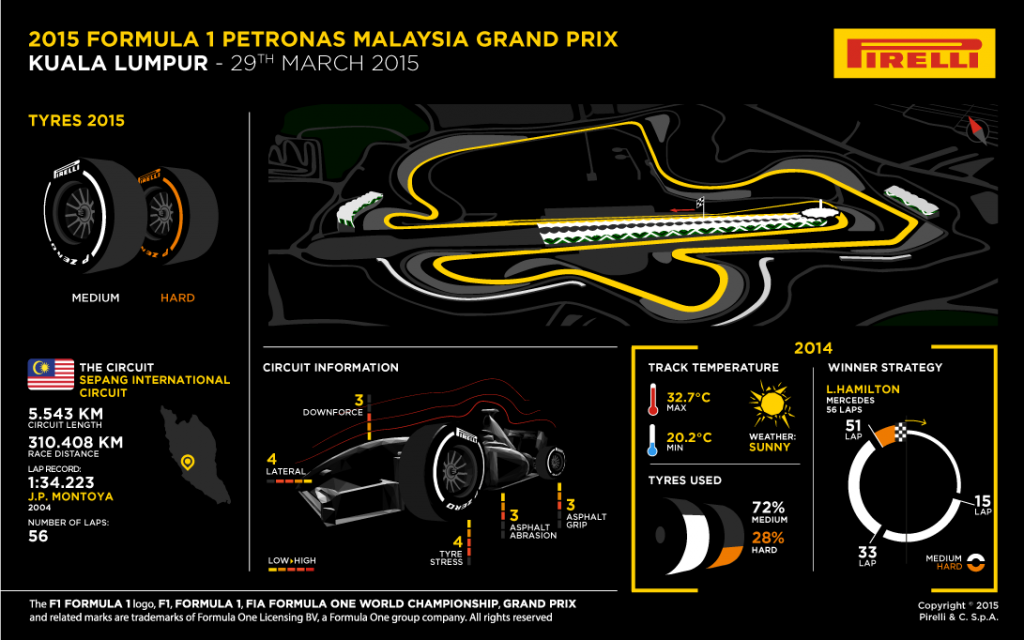 2015 FORMULA 1 PETRONAS MALAYSIA GRAND PRIX
KUALA LUMPUR - 29TH MARCH 2015
PIRELLI
TYRES 2015
PIRELLI
PIRELLI
P ZERO
P ZERO
MEDIUM
HARD
THE CIRCUIT
SEPANG INTERNATIONAL
CIRCUIT
5.543 KM
CIRCUIT LENGTH
310.408 KM
RACE DISTANCE
LAP RECORD:
1:34.223
J.P. MONTOYA
2004
NUMBER OF LAPS:
56
CIRCUIT INFORMATION
3
DOWNFORCE
4
LATERAL
PIRELLI
P ZERO
3
ASPHALT
GRIP
3
ASPHALT
ABRASION
4
TYRE
STRESS
LOW▸HIGH
2014
TRACK TEMPERATURE
32.7°C
MAX
20.2°C
MIN
WEATHER:
SUNNY
TYRES USED
72%
MEDIUM
28%
HARD
WINNER STRATEGY
L.HAMILTON
MERCEDES
56 LAPS
51
LAP
15
LAP
33
LAP
MEDIUM
HARD
The F1 FORMULA 1 logo, F1, FORMULA 1, FIA FORMULA ONE WORLD CHAMPIONSHIP, GRAND PRIX
and related marks are trademarks of Formula One Licensing BV, a Formula One group company. All rights reserved
Copyright © 2015
Pirelli & C. S.p.A.